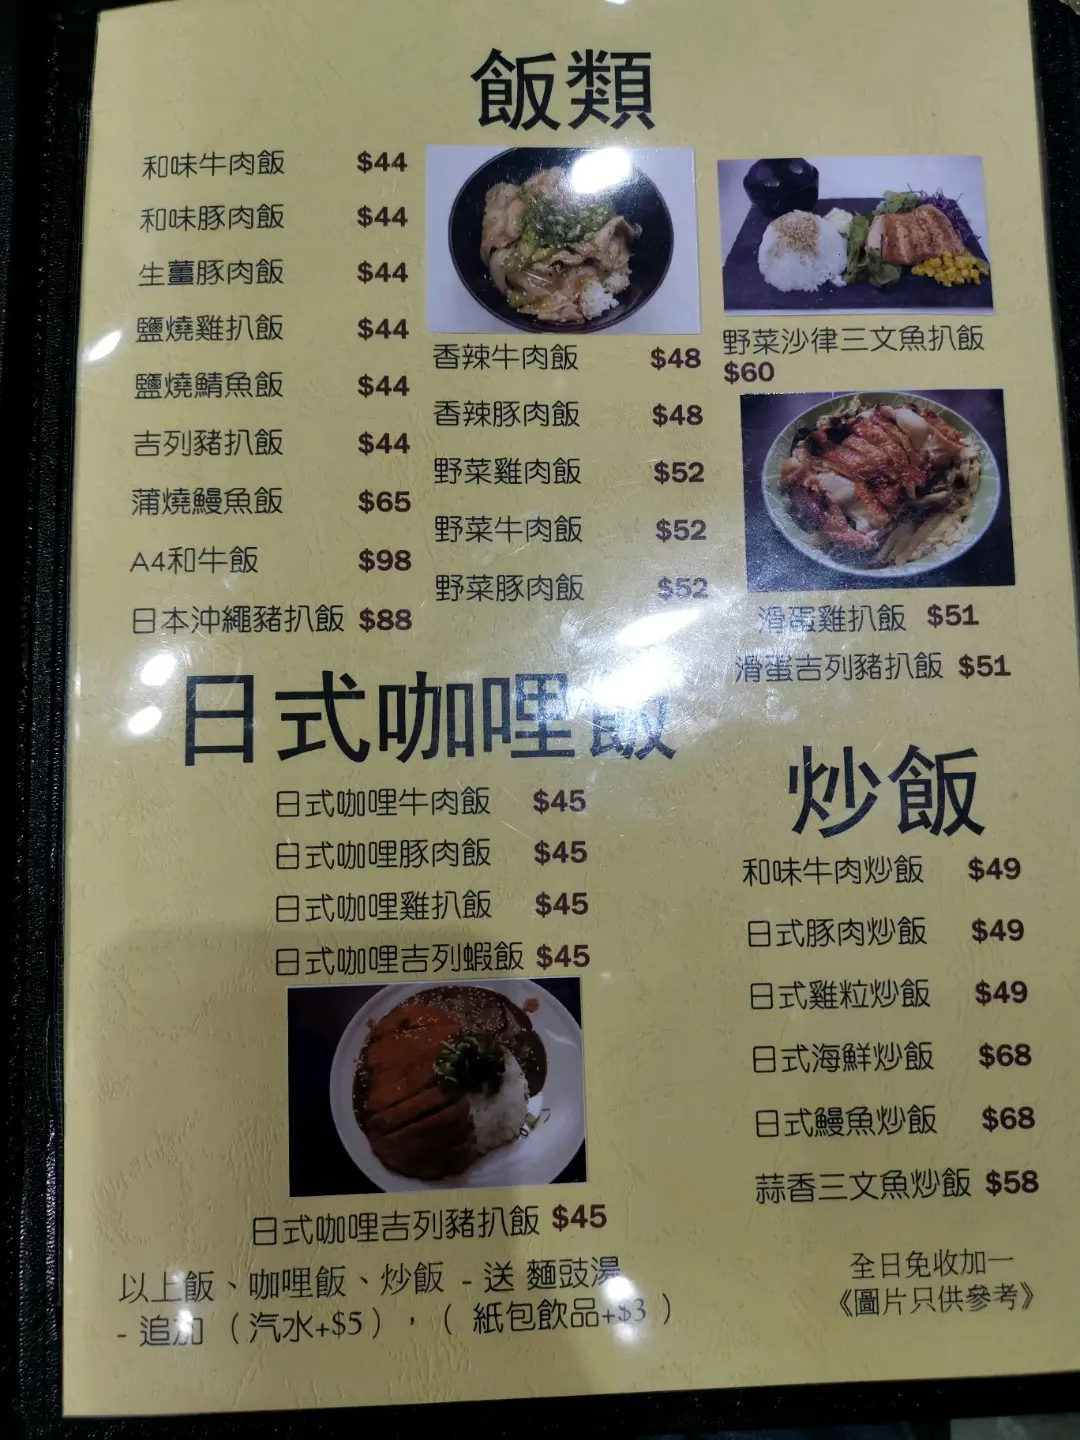 飯類
和味牛肉飯 $44
和味豚肉飯 $44
生薑豚肉飯 $44
鹽燒雞扒飯 $44
鹽燒鯖魚飯 $44
吉列豬扒飯 $44
蒲燒鰻魚飯 $65
A4和牛飯 $98
日本沖繩豬扒飯 $88
香辣牛肉飯 $48
香辣豚肉飯 $48
野菜雞肉飯 $52
野菜牛肉飯 $52
野菜豚肉飯 $52
野菜沙律三文魚扒飯
$60
滑蛋雞扒飯 $51
滑蛋吉列豬扒飯 $51
日式咖哩飯
日式咖哩牛肉飯 $45
日式咖哩豚肉飯 $45
日式咖哩雞扒飯 $45
日式咖哩吉列蝦飯 $45
日式咖哩吉列豬扒飯 $45
炒飯
和味牛肉炒飯 $49
日式豚肉炒飯 $49
日式雞粒炒飯 $49
日式海鮮炒飯 $68
日式鰻魚炒飯 $68
蒜香三文魚炒飯 $58
以上飯、咖哩飯、炒飯 - 送 麵豉湯
- 追加 （汽水+$5），（ 紙包飲品+$3 ）
全日免收加一
《圖片只供參考》